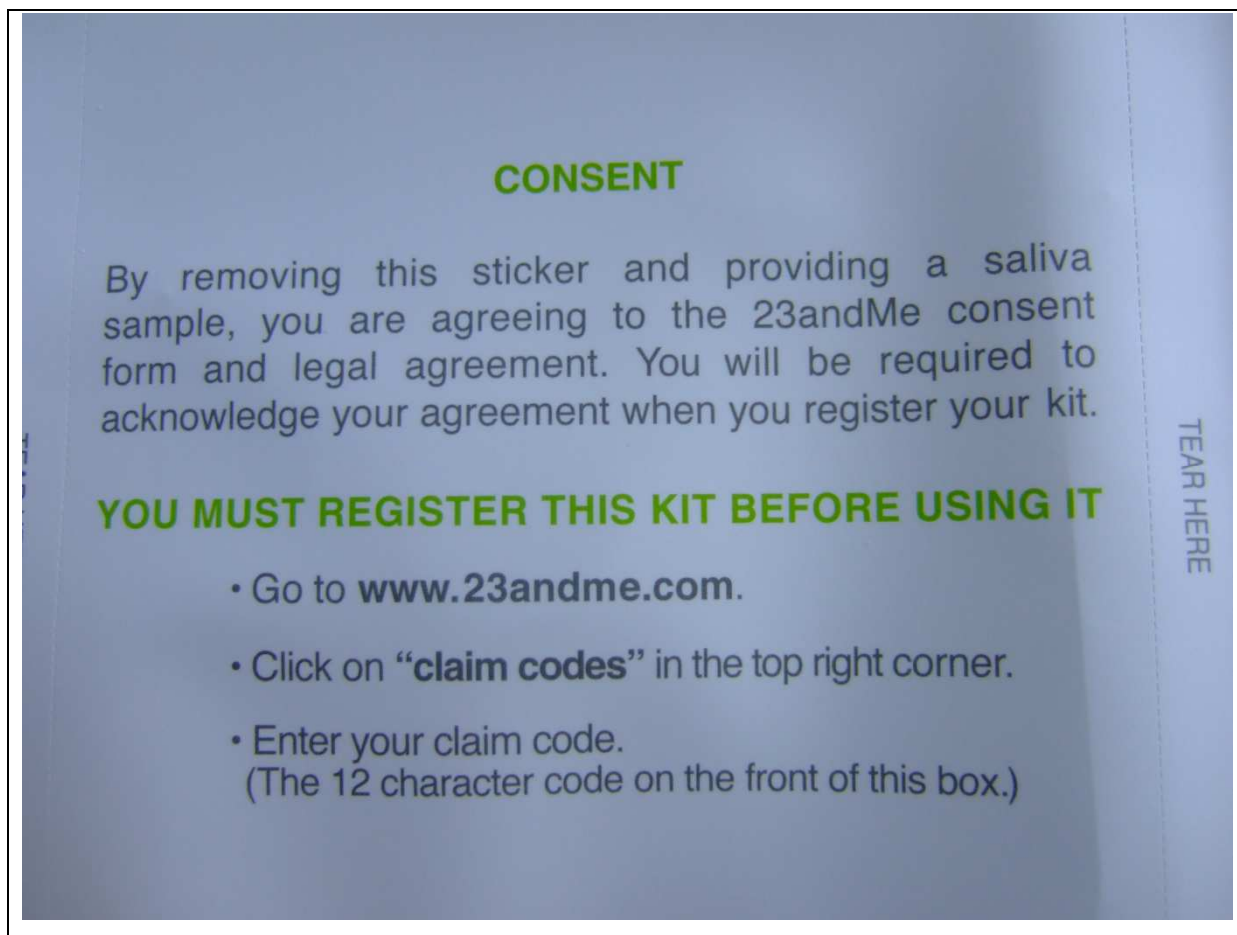 CONSENT
By removing this sticker and providing a saliva
sample, you are agreeing to the 23andMe consent
form and legal agreement. You will be required to
acknowledge your agreement when you register your kit.
YOU MUST REGISTER THIS KIT BEFORE USING IT
• Go to www.23andme.com.
• Click on “claim codes” in the top right corner.
• Enter your claim code.
(The 12 character code on the front of this box.)
TEAR HERE